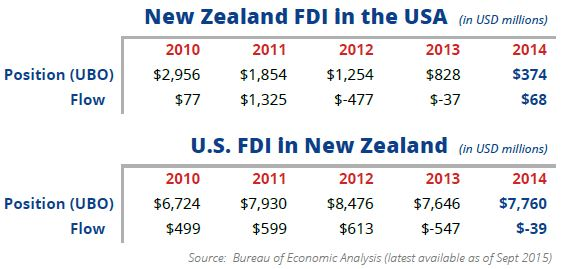 New Zealand FDI in the USA (in USD millions)
2010 2011 2012 2013 2014
Position (UBO) $2,956 $1,854 $1,254 $828 $374
Flow $77 $1,325 $-477 $-37 $68
U.S. FDI in New Zealand (in USD millions)
2010 2011 2012 2013 2014
Position (UBO) $6,724 $7,930 $8,476 $7,646 $7,760
Flow $499 $599 $613 $-547 $-39
Source: Bureau of Economic Analysis (latest available as of Sept 2015)